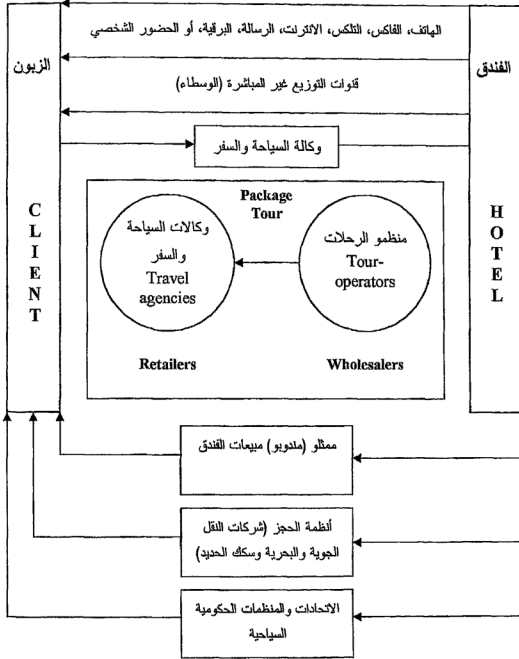 الهاتف، الفاكس، التلكس، الانترنت، الرسالة، البرقية، أو الحضور الشخصي
الفندق
الزبون
قنوات التوزيع غير المباشرة (الوسطاء)
وكالة السياحة والسفر
Package
Tour
منظمو الرحلات
Tour-
operators
وكالات السياحة
والسفر
Travel
agencies
Wholesalers
Retailers
HOTEL
CLIENT
ممثلو (مندوبو) مبيعات الفندق
أنظمة الحجز (شركات النقل
الجوية والبحرية وسكك الحديد)
الاتحادات والمنظمات الحكومية
السياحية